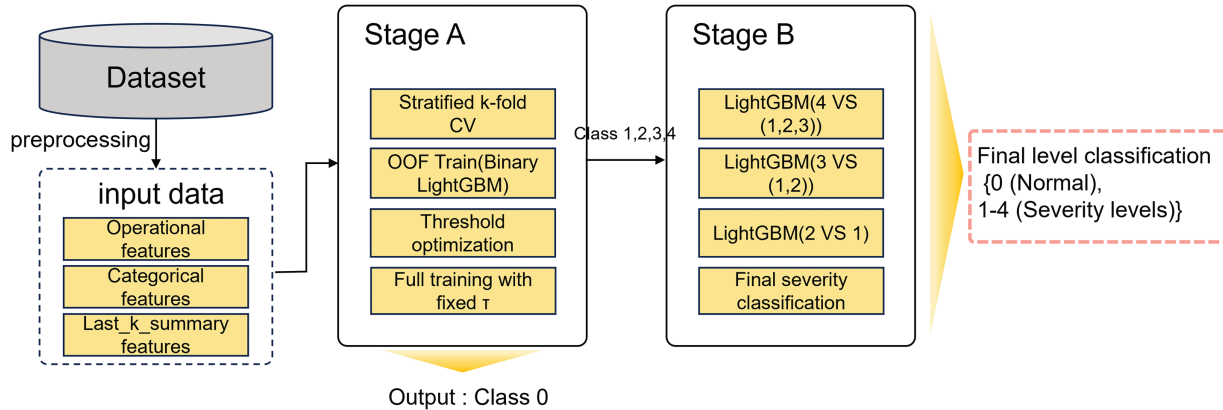 Dataset
preprocessing
input data
Operational
features
Categorical
features
Last_k_summary
features
Stage A
Stratified k-fold
CV
OOF Train(Binary
LightGBM)
Threshold
optimization
Full training with
fixed τ
Output : Class 0
Class 1,2,3,4
Stage B
LightGBM(4 VS
(1,2,3))
LightGBM(3 VS
(1,2))
LightGBM(2 VS 1)
Final severity
classification
Final level classification
{0 (Normal),
1-4 (Severity levels)}